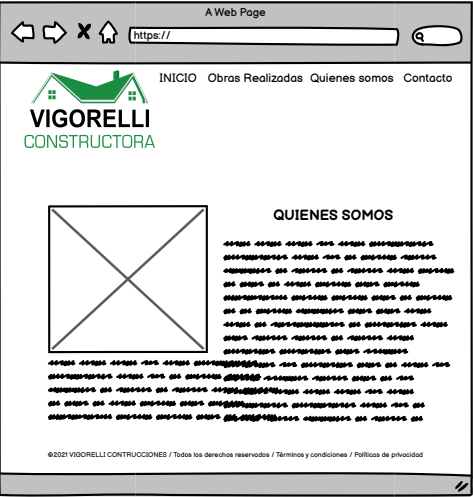 A Web Page
https://
INICIO Obras Realizadas Quienes somos Contacto
VIGORELLI
CONSTRUCTORA
QUIENES SOMOS
©2021 VIGORELLI CONTRUCCIONES / Todos los derechos reservados / Términos y condiciones / Políticas de privacidad